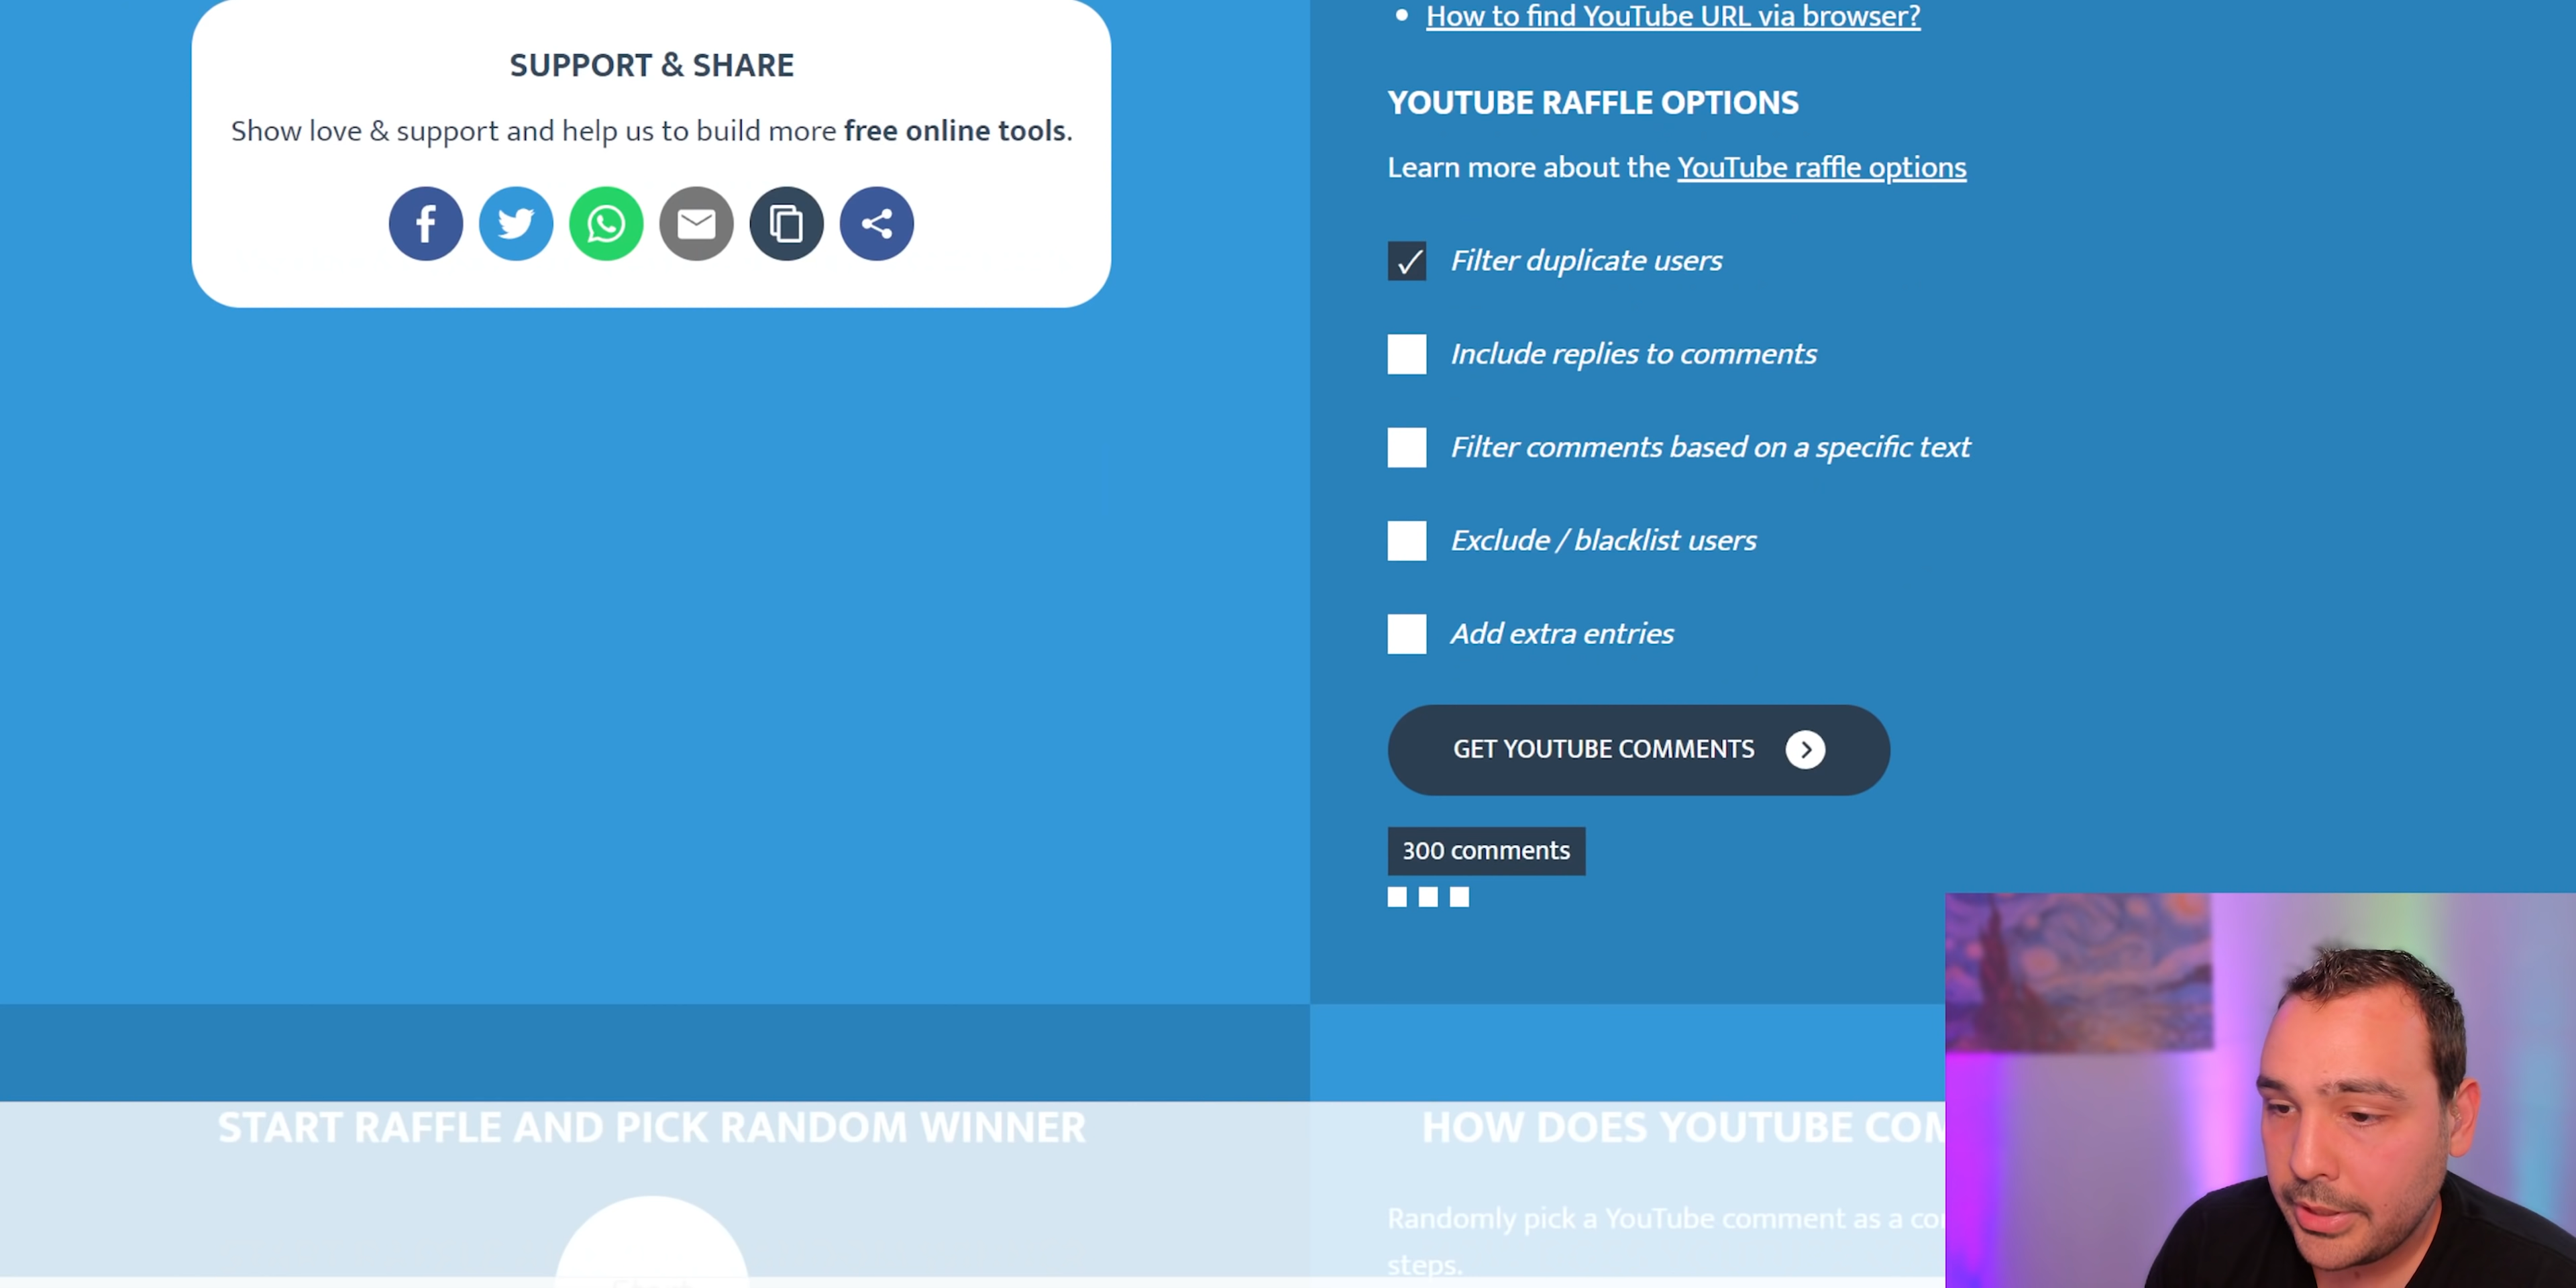 SUPPORT & SHARE
Show love & support and help us to build more free online tools.
How to find YouTube URL via browser?
YOUTUBE RAFFLE OPTIONS
Learn more about the YouTube raffle options
Filter duplicate users
Include replies to comments
Filter comments based on a specific text
Exclude / blacklist users
Add extra entries
GET YOUTUBE COMMENTS
300 comments
START RAFFLE AND PICK RANDOM WINNER
HOW DOES YOUTUBE COM
Randomly pick a YouTube comment as a co
steps.